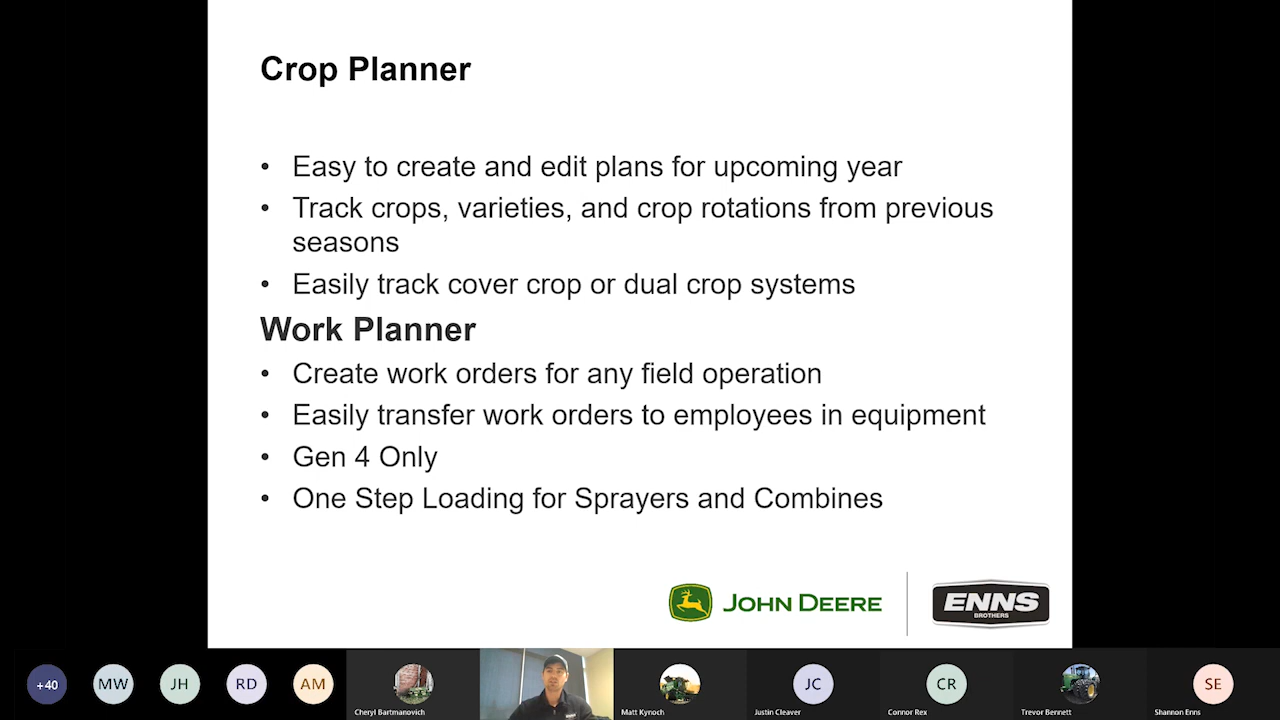 Crop Planner
• Easy to create and edit plans for upcoming year
• Track crops, varieties, and crop rotations from previous
seasons
• Easily track cover crop or dual crop systems
Work Planner
• Create work orders for any field operation
• Easily transfer work orders to employees in equipment
• Gen 4 Only
• One Step Loading for Sprayers and Combines
JOHN DEERE
ENNS
BROTHERS
+40 MW JH RD AM JC CR SE
Cheryl Bartmanovich Matt Kynoch Justin Cleaver Connor Rex Trevor Bennett Shannon Enns